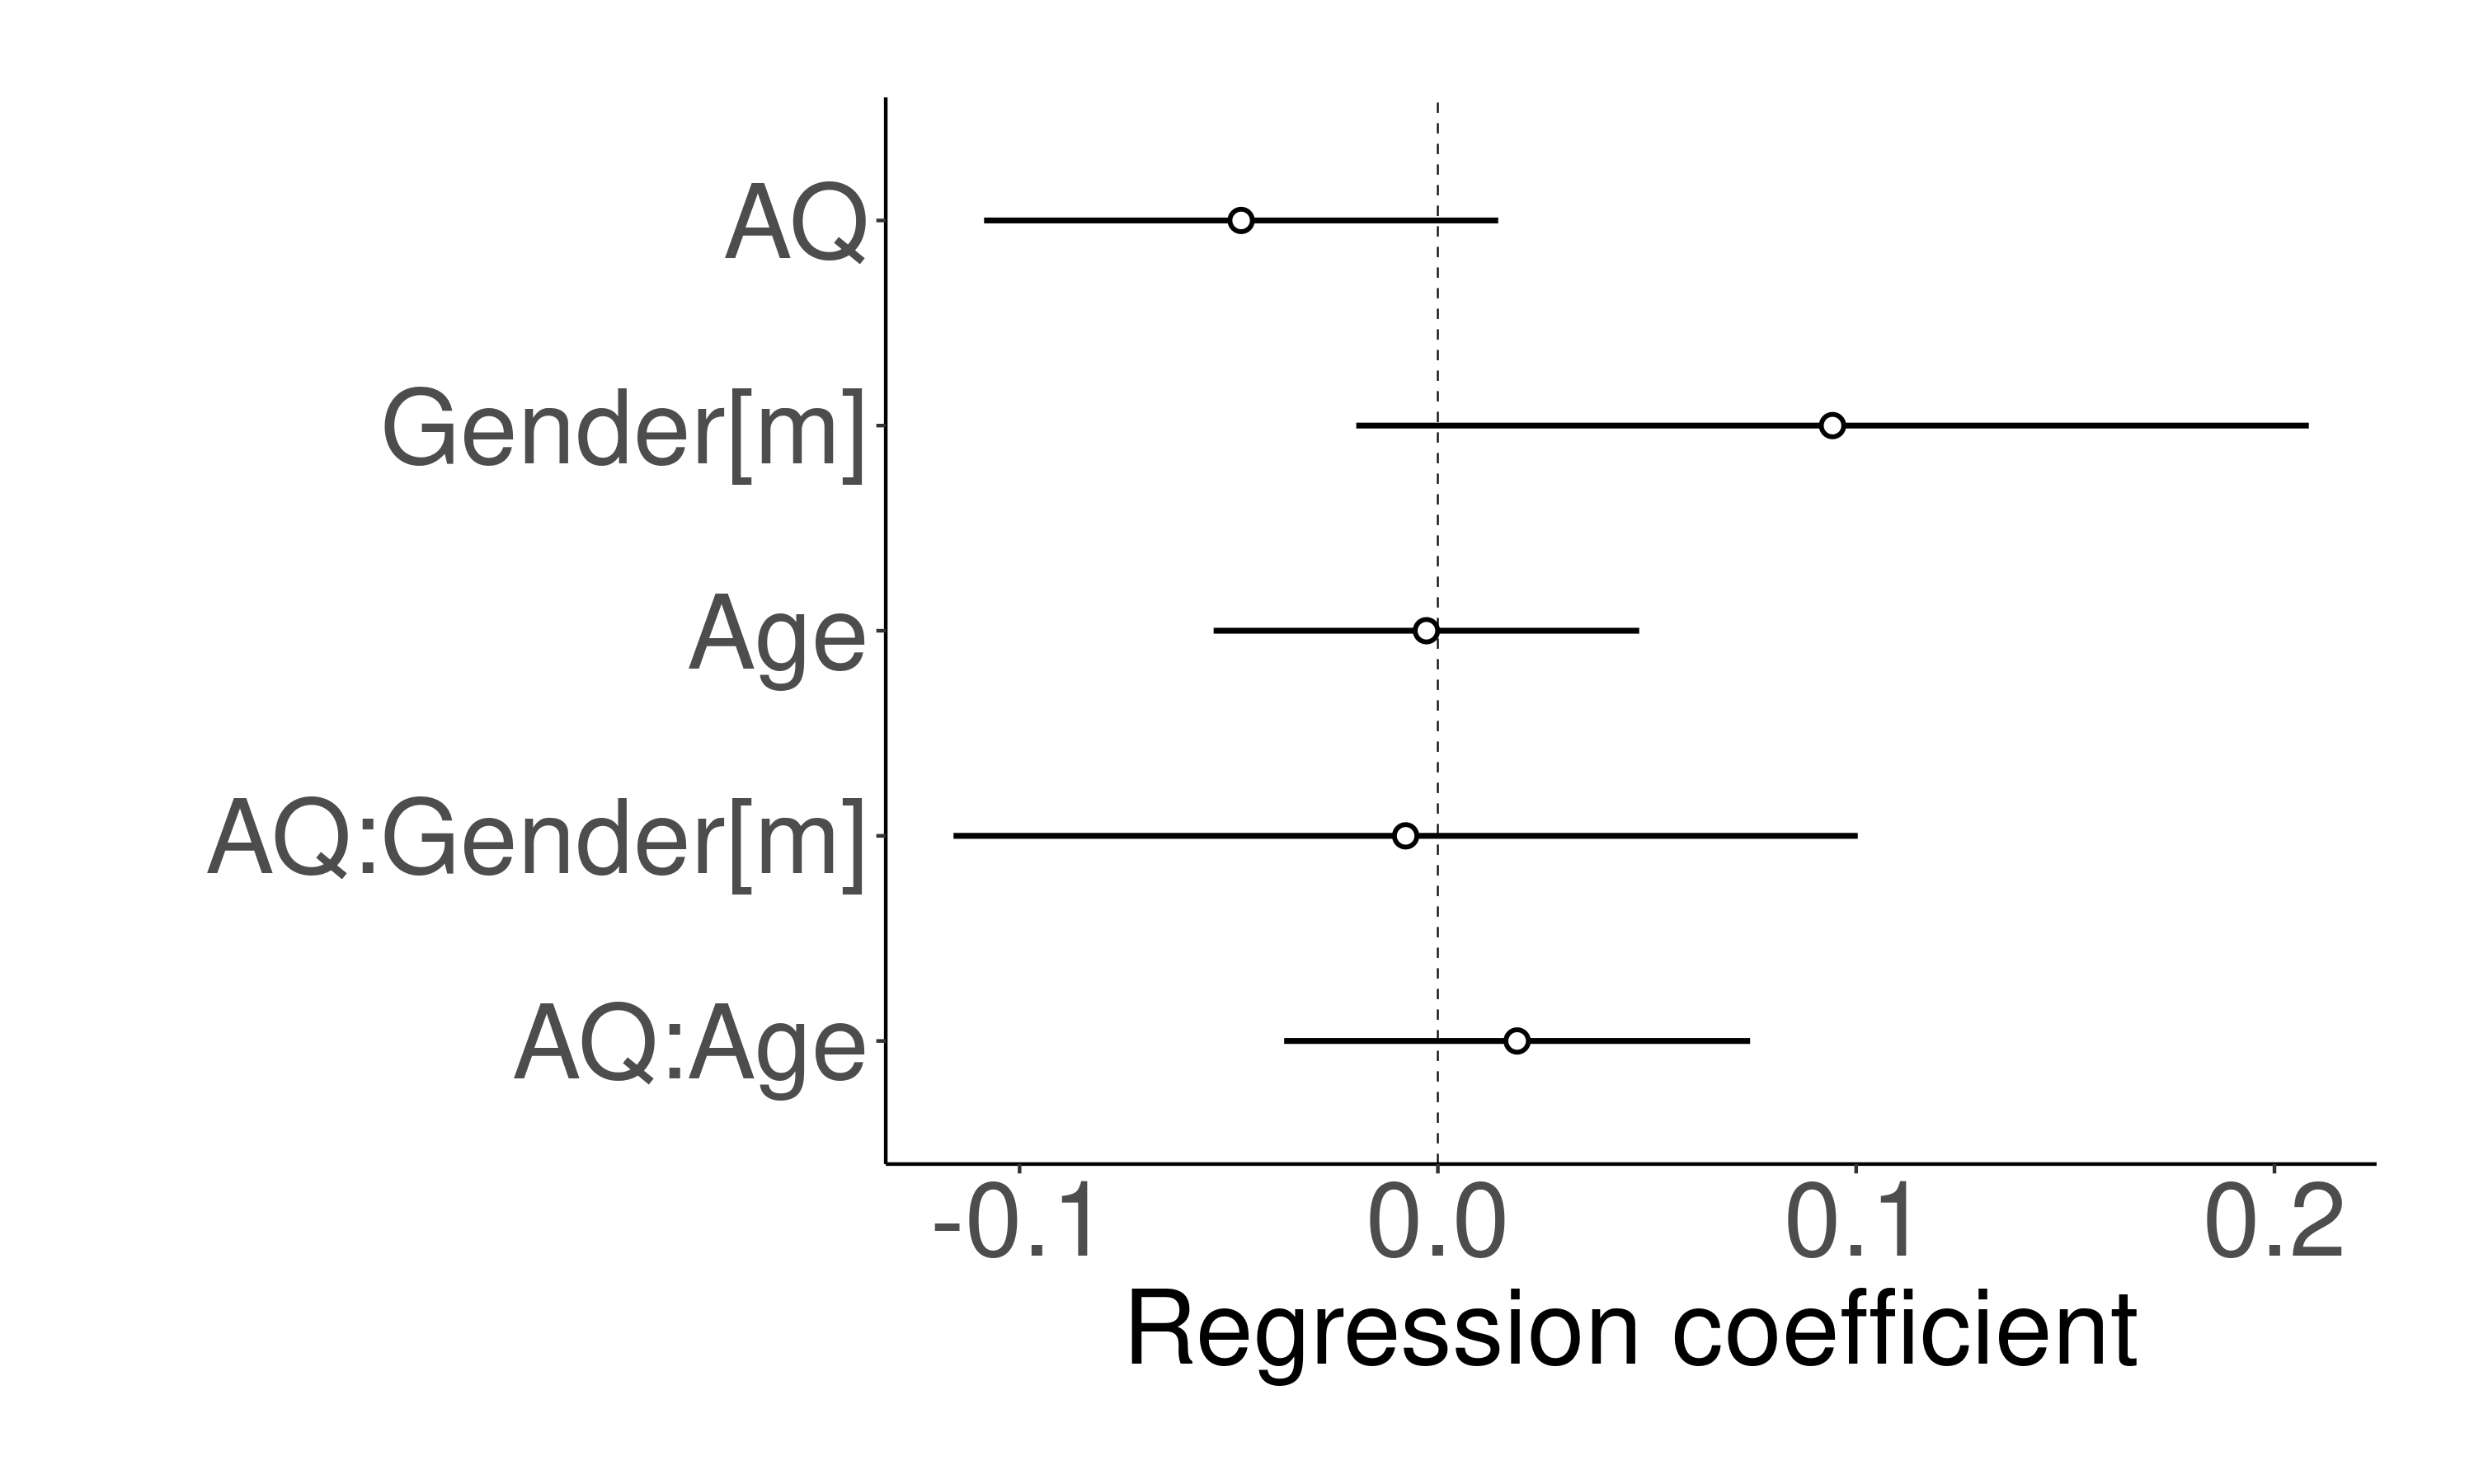 AQ
Gender[m]
Age
AQ:Gender[m]
AQ:Age
-0.1 0.0 0.1 0.2
Regression coefficient